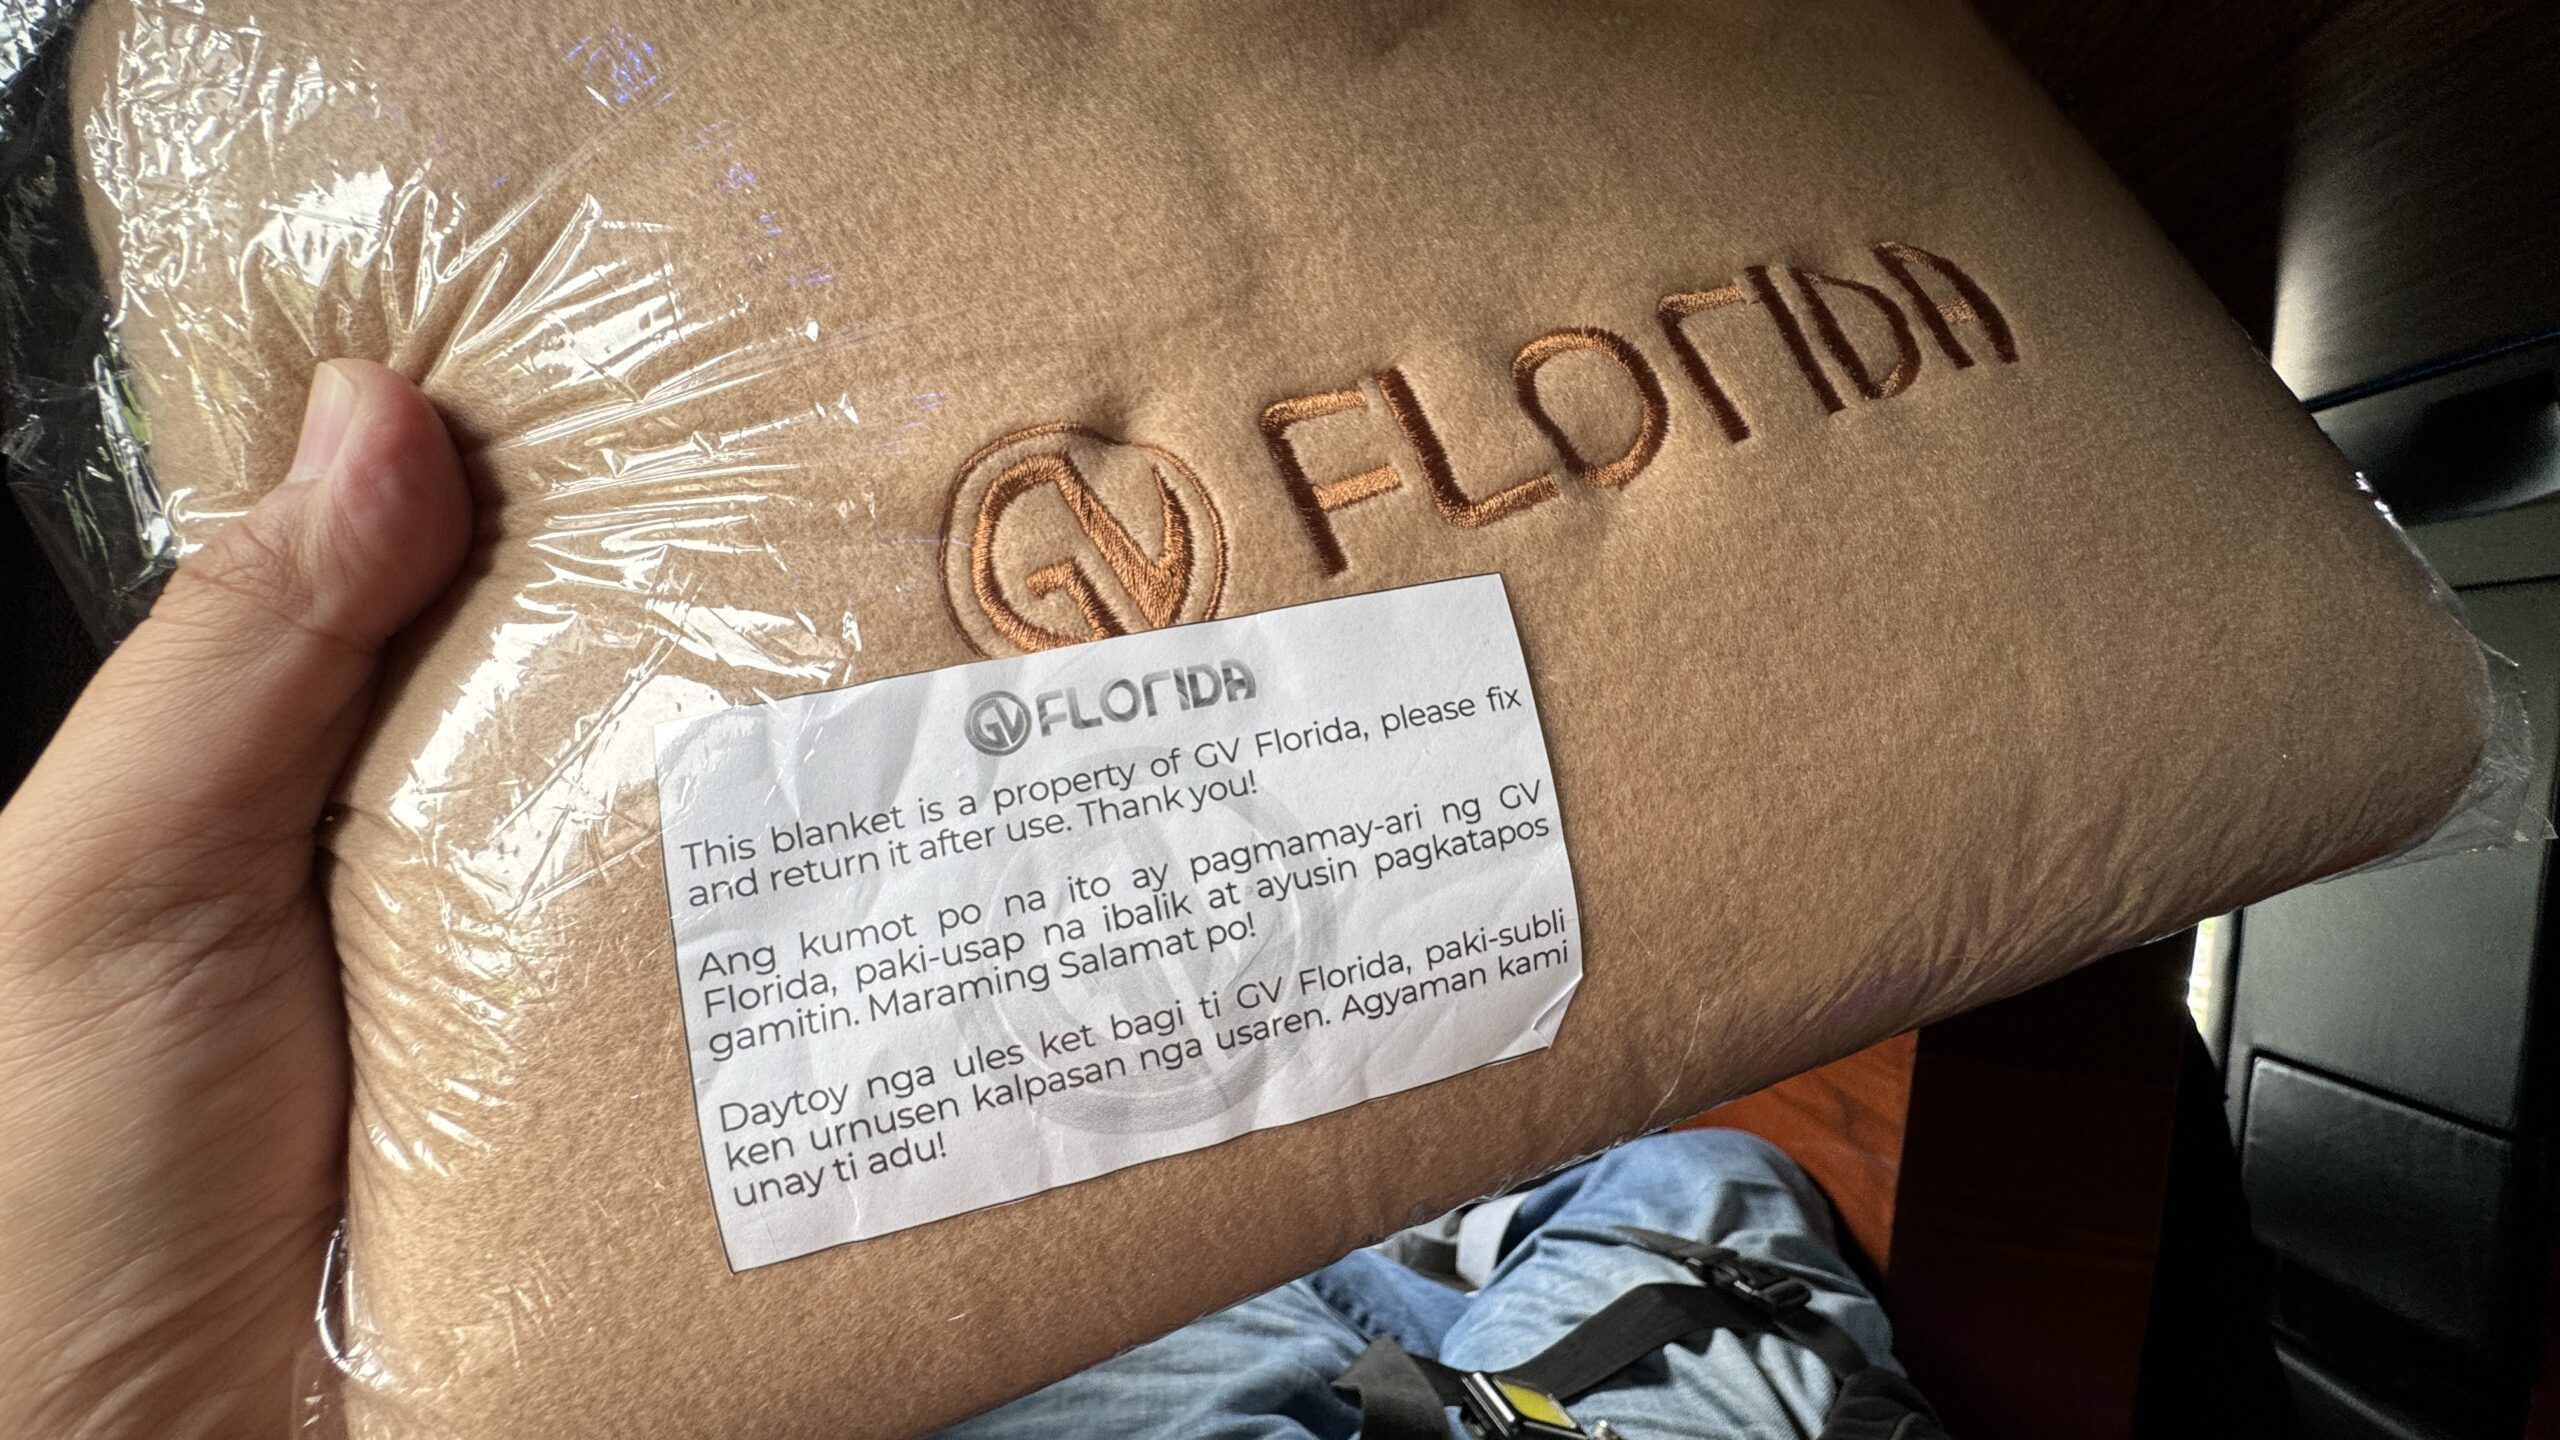 GV FLORIDA
GV FLORIDA
This blanket is a property of GV Florida, please fix
and return it after use. Thank you!
Ang kumot po na ito ay pagmamay-ari ng GV
Florida, paki-usap na ibalik at ayusin pagkatapos
gamitin. Maraming Salamat po!
Daytoy nga ules ket bagi ti GV Florida, paki-subli
ken urnusen kalpasan nga usaren. Agyaman kami
unay ti adu!